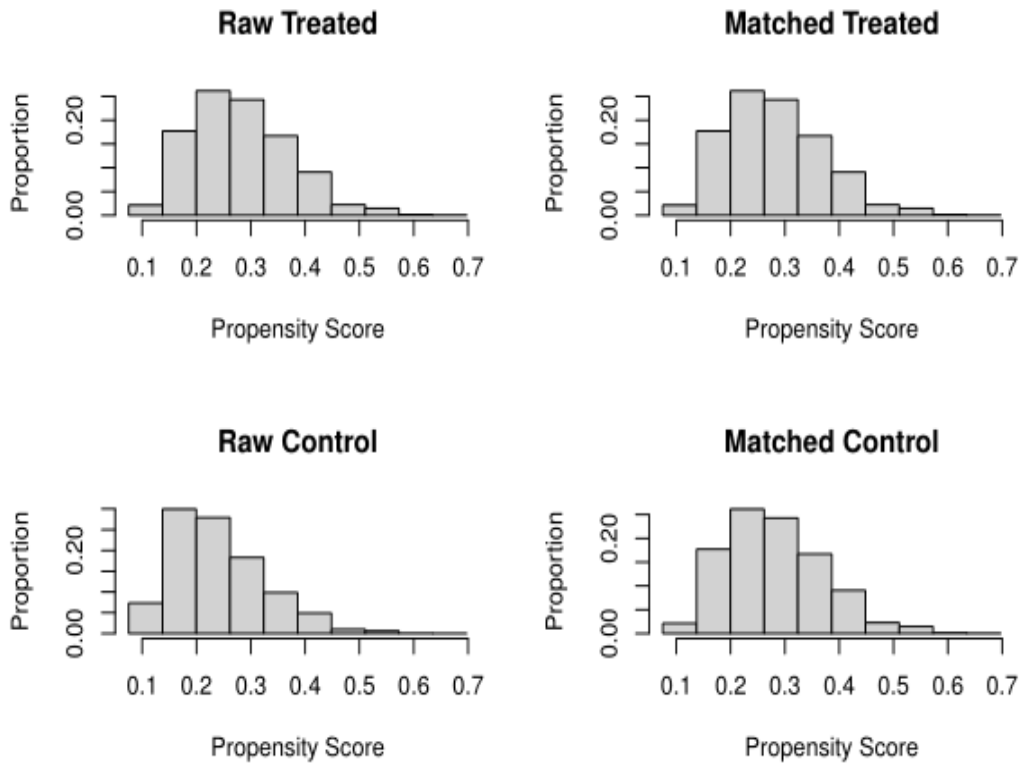 Raw Treated
Proportion
0.00 0.20
0.1 0.2 0.3 0.4 0.5 0.6 0.7
Propensity Score
Matched Treated
Proportion
0.00 0.20
0.1 0.2 0.3 0.4 0.5 0.6 0.7
Propensity Score
Raw Control
Proportion
0.00 0.20
0.1 0.2 0.3 0.4 0.5 0.6 0.7
Propensity Score
Matched Control
Proportion
0.00 0.20
0.1 0.2 0.3 0.4 0.5 0.6 0.7
Propensity Score